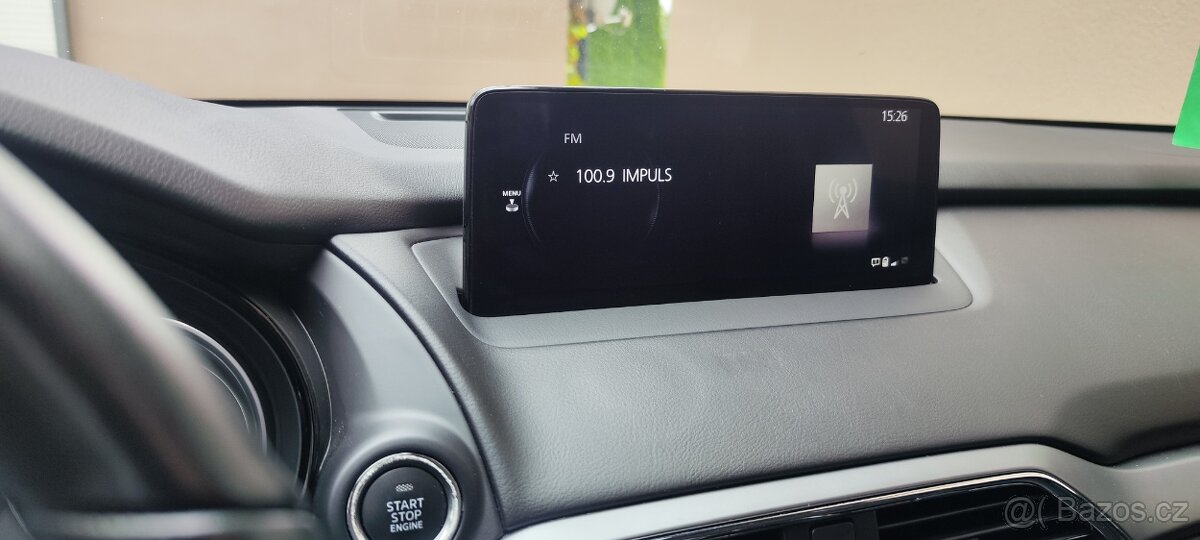 15:26
FM
☆ 100.9 IMPULS
MENU
START
STOP
ENGINE
@( Bazos.cz